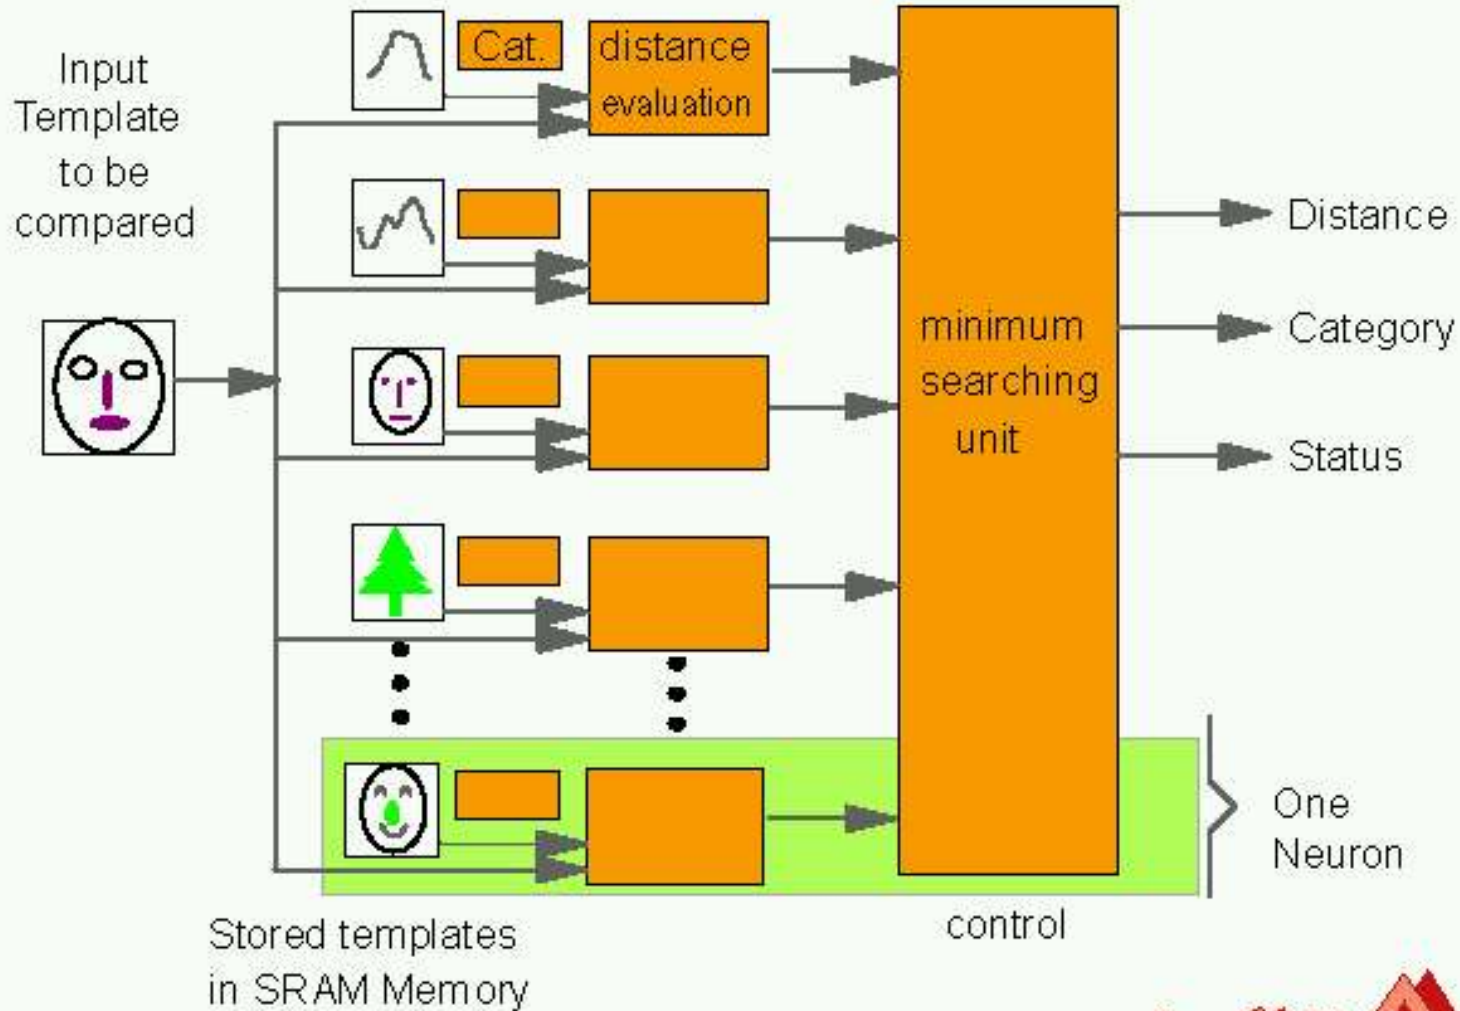 Input
Template
to be
compared
Cat.
distance
evaluation
minimum
searching
unit
Distance
Category
Status
One
Neuron
Stored templates
in SRAM Memory
control